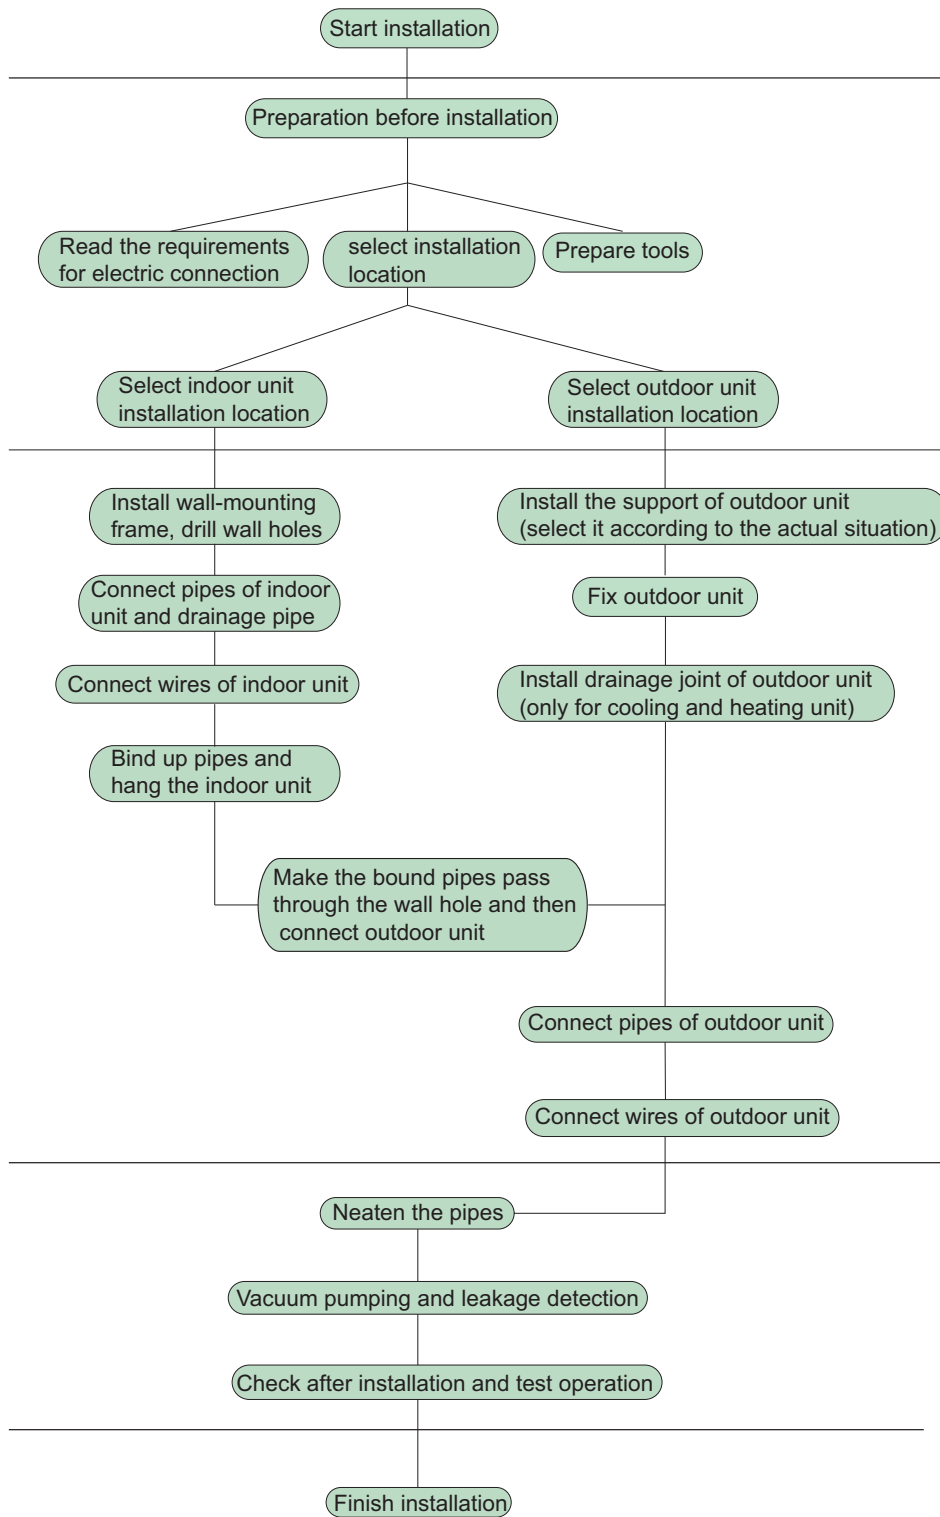 Start installation
Preparation before installation
Read the requirements
for electric connection
select installation
location
Prepare tools
Select indoor unit
installation location
Select outdoor unit
installation location
Install wall-mounting
frame, drill wall holes
Install the support of outdoor unit
(select it according to the actual situation)
Connect pipes of indoor
unit and drainage pipe
Fix outdoor unit
Connect wires of indoor unit
Install drainage joint of outdoor unit
(only for cooling and heating unit)
Bind up pipes and
hang the indoor unit
Make the bound pipes pass
through the wall hole and then
connect outdoor unit
Connect pipes of outdoor unit
Connect wires of outdoor unit
Neaten the pipes
Vacuum pumping and leakage detection
Check after installation and test operation
Finish installation